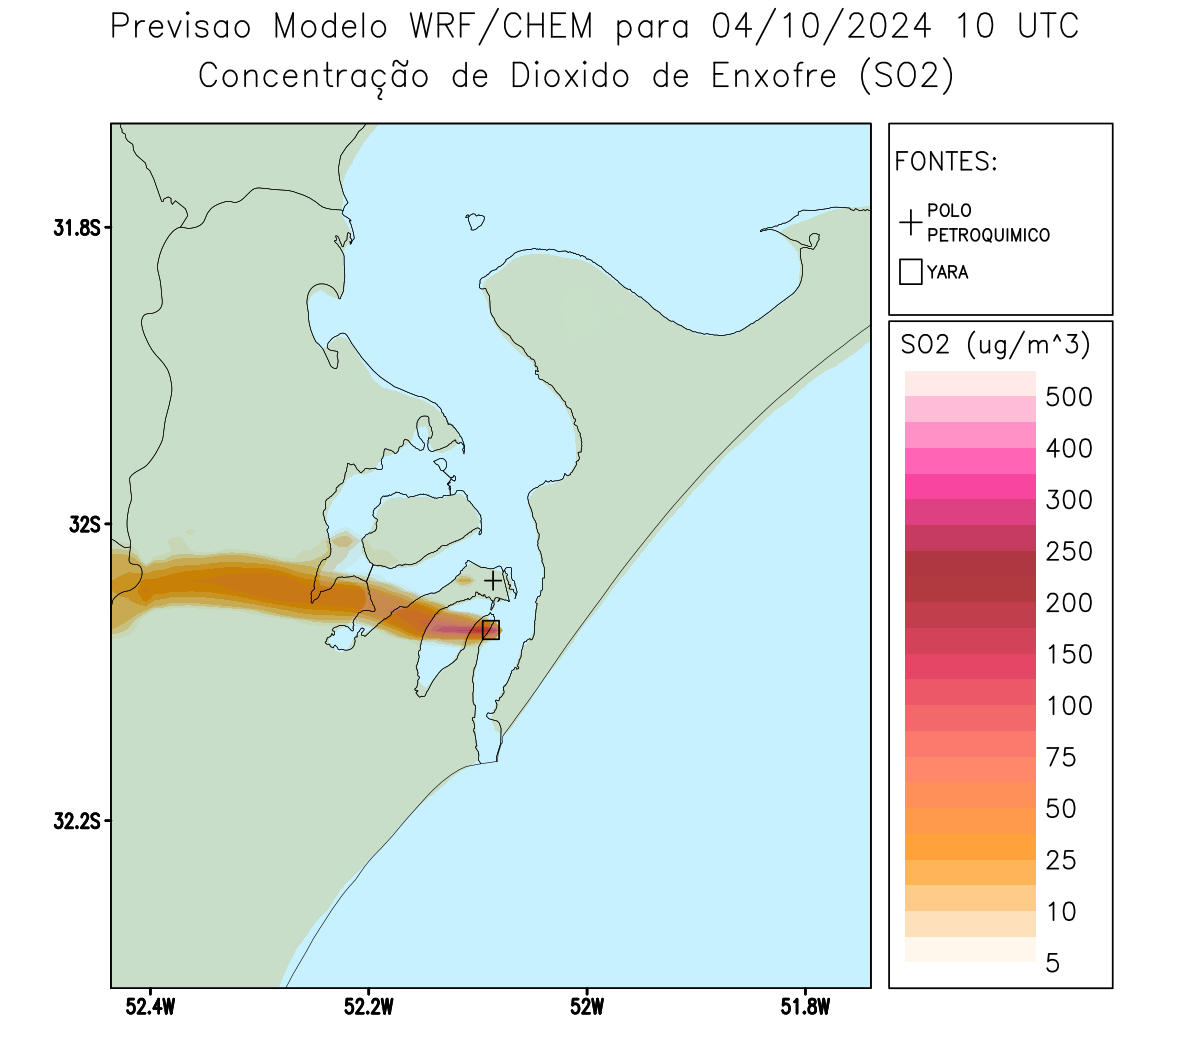 Previsao Modelo WRF/CHEM para 04/10/2024 10 UTC
Concentração de Dioxido de Enxofre (SO2)
FONTES:
POLO
PETROQUIMICO
YARA
31.8S
32S
32.2S
52.4W
52.2W
52W
51.8W
SO2 (ug/m^3)
500
400
300
250
200
150
100
75
50
25
10
5